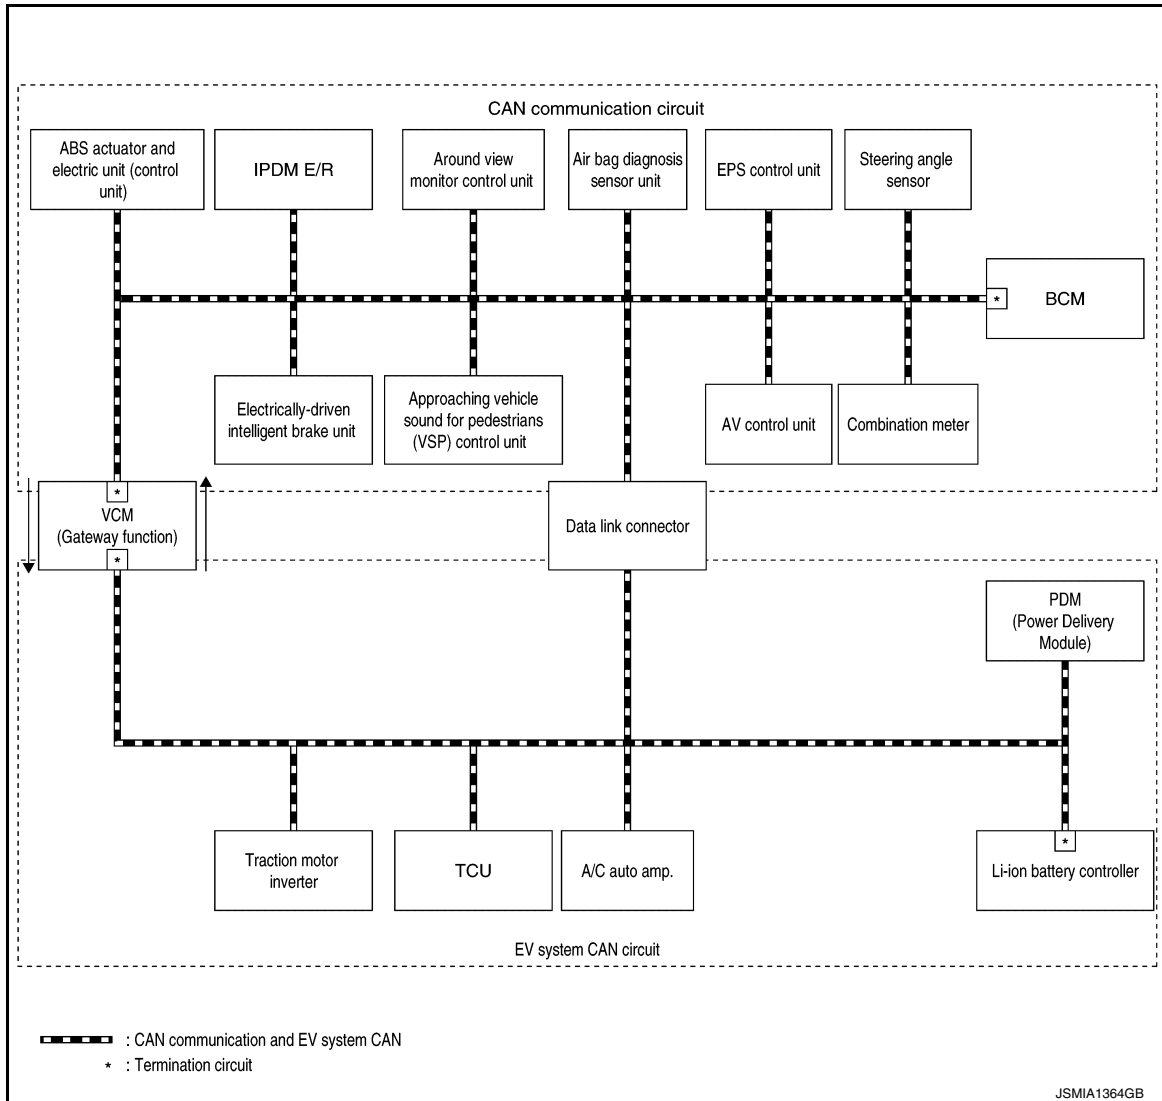 CAN communication circuit
ABS actuator and
electric unit (control
unit)
IPDM E/R
Around view
monitor control unit
Air bag diagnosis
sensor unit
EPS control unit
Steering angle
sensor
*
BCM
Electrically-driven
intelligent brake unit
Approaching vehicle
sound for pedestrians
(VSP) control unit
AV control unit
Combination meter
*
VCM
(Gateway function)
*
Data link connector
PDM
(Power Delivery
Module)
Traction motor
inverter
TCU
A/C auto amp.
*
Li-ion battery controller
EV system CAN circuit
: CAN communication and EV system CAN
* : Termination circuit
JSMIA1364GB